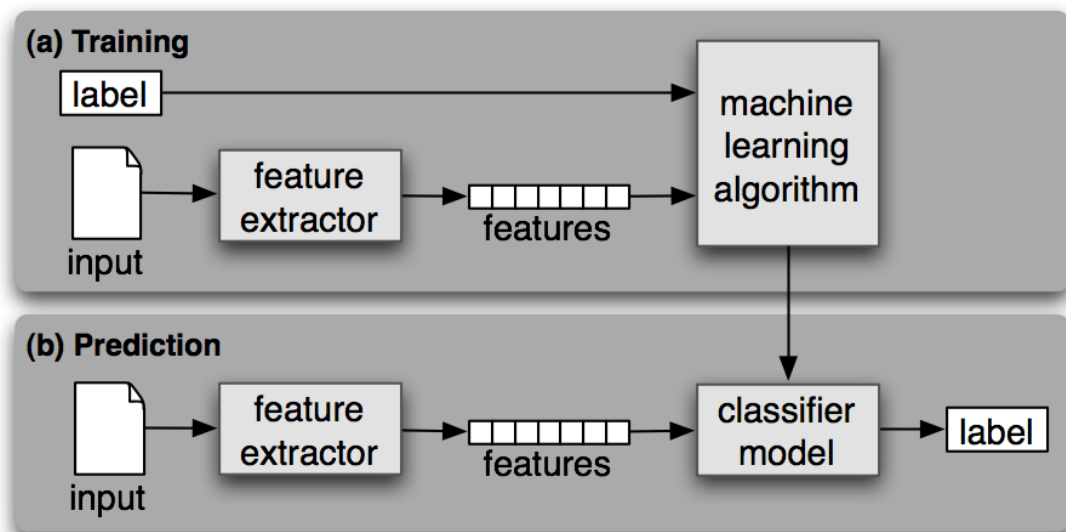 (a) Training
label
machine
learning
algorithm
feature
extractor
features
input
(b) Prediction
feature
extractor
features
classifier
model
label
input